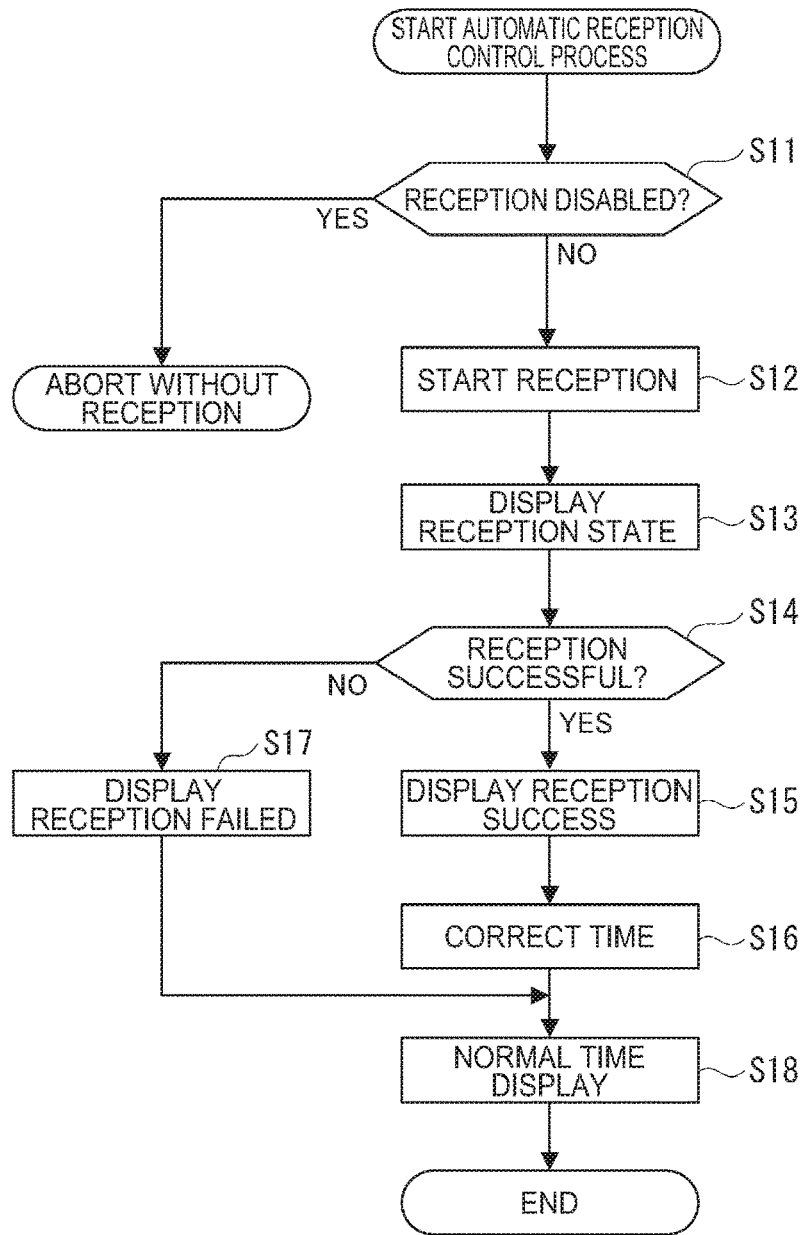 START AUTOMATIC RECEPTION
CONTROL PROCESS
S11
RECEPTION DISABLED?
YES
NO
ABORT WITHOUT
RECEPTION
START RECEPTION
S12
DISPLAY
RECEPTION STATE
S13
S14
RECEPTION
SUCCESSFUL?
NO
YES
S17
DISPLAY
RECEPTION FAILED
DISPLAY RECEPTION
SUCCESS
S15
CORRECT TIME
S16
NORMAL TIME
DISPLAY
S18
END